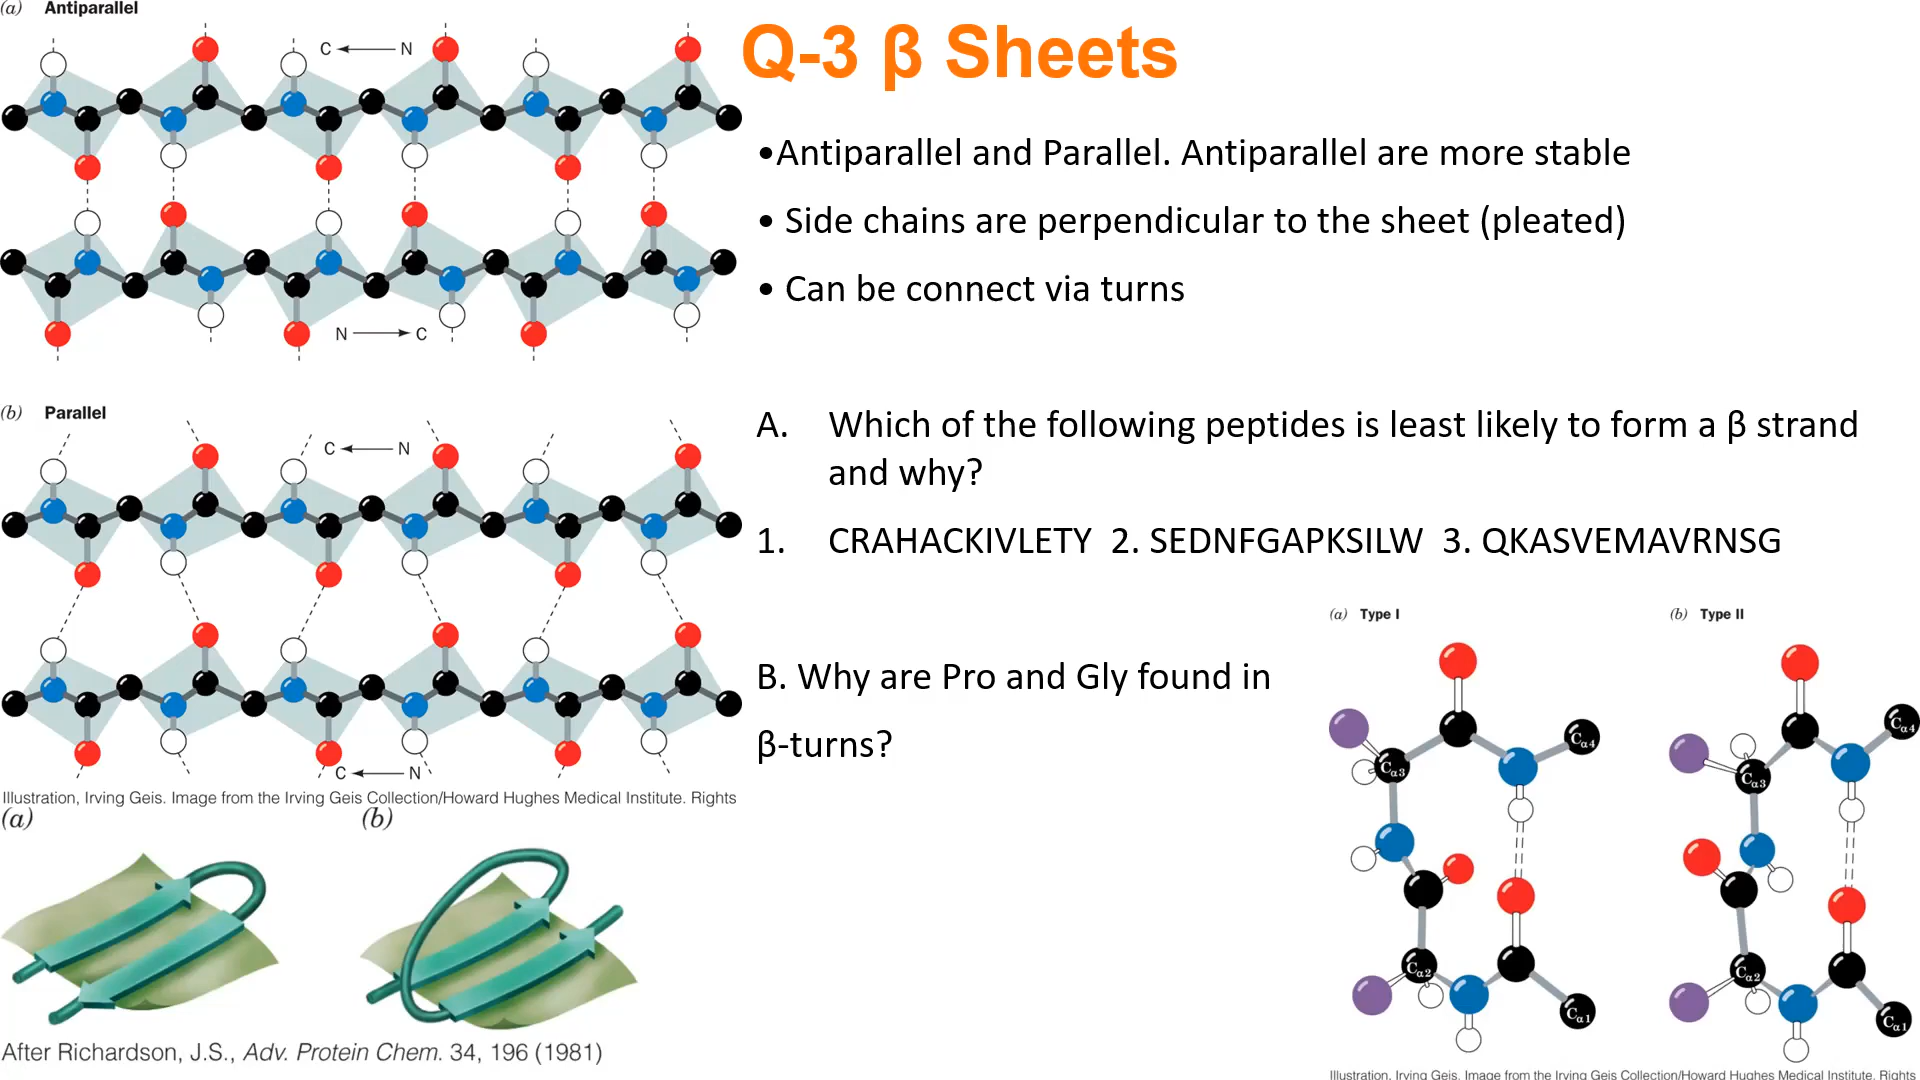 (a) Antiparallel
C ← N
N → C
(b) Parallel
C ← N
C ← N
Illustration, Irving Geis. Image from the Irving Geis Collection/Howard Hughes Medical Institute. Rights
(a)
(b)
After Richardson, J.S., Adv. Protein Chem. 34, 196 (1981)
Q-3 β Sheets
•Antiparallel and Parallel. Antiparallel are more stable
• Side chains are perpendicular to the sheet (pleated)
• Can be connect via turns
A. Which of the following peptides is least likely to form a β strand
and why?
1. CRAHACKIVLETY 2. SEDNFGAPKSILW 3. QKASVEMAVRNSG
B. Why are Pro and Gly found in
β-turns?
(a) Type I
Cα4
Cα3
Cα2
Cα1
(b) Type II
Cα4
Cα3
Cα2
Cα1
Illustration, Irving Geis. Image from the Irving Geis Collection/Howard Hughes Medical Institute. Rights